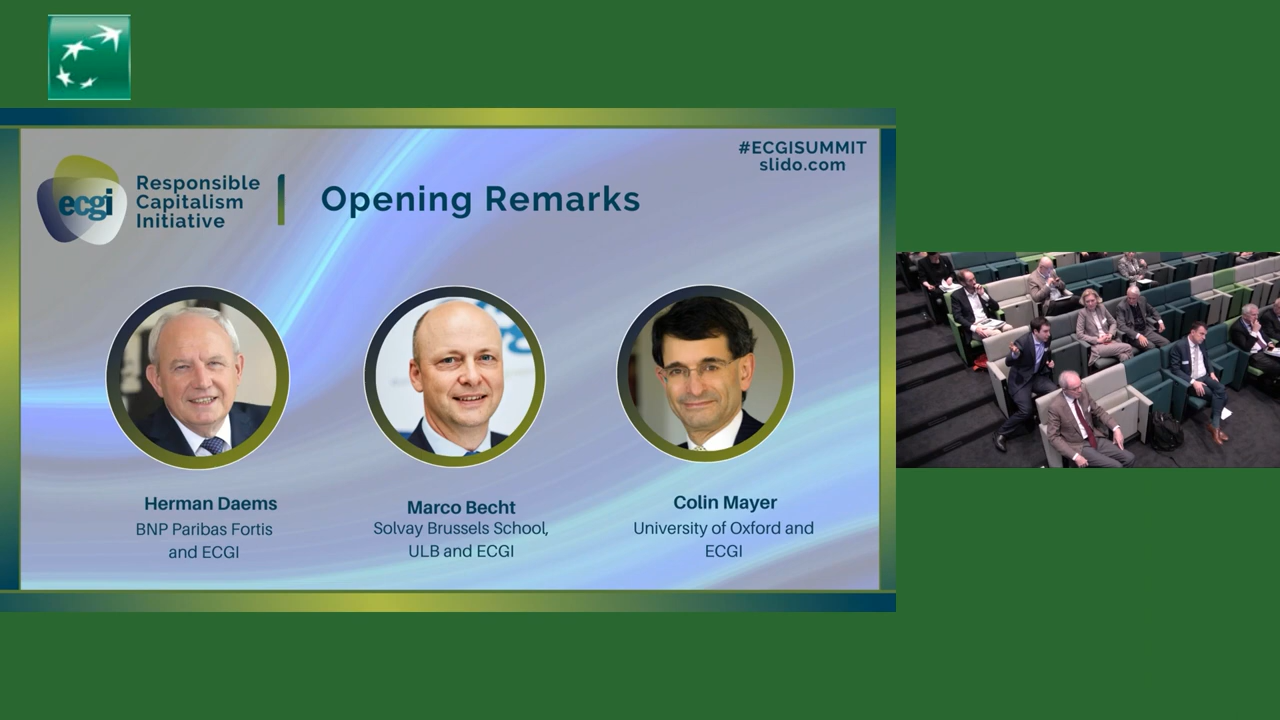 #ECGISUMMIT
slido.com
ecgi
Responsible
Capitalism
Initiative
Opening Remarks
Herman Daems
BNP Paribas Fortis
and ECGI
Marco Becht
Solvay Brussels School,
ULB and ECGI
Colin Mayer
University of Oxford and
ECGI